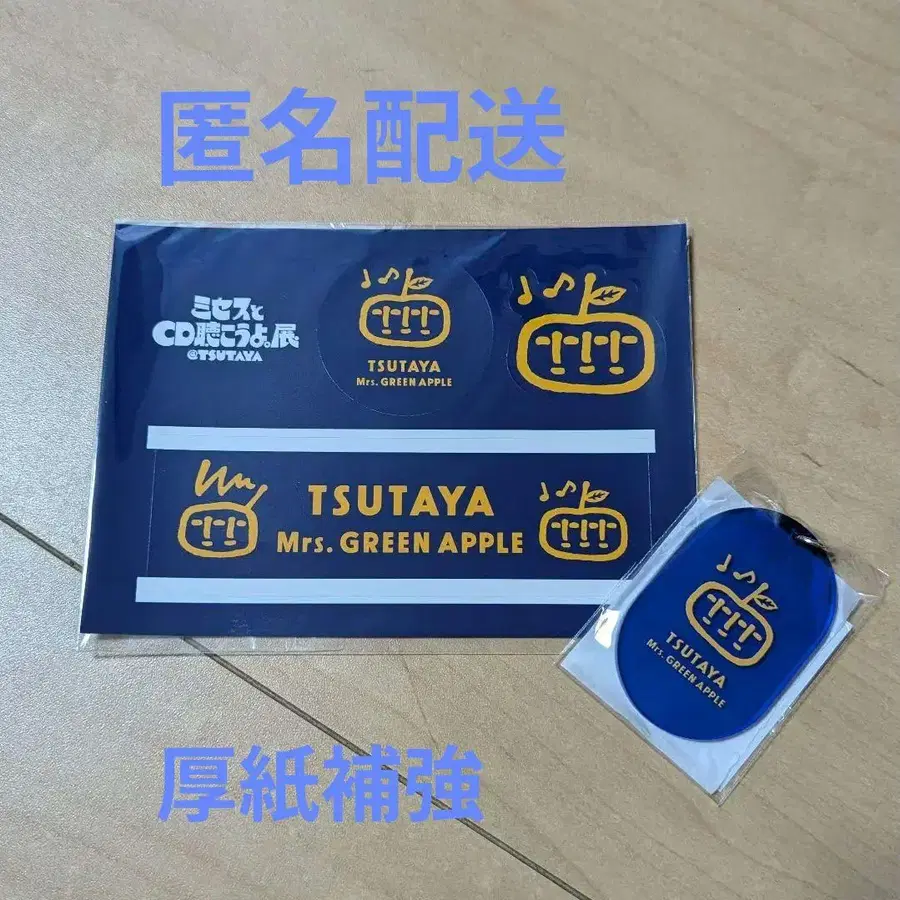 匿名配送
ミセスと
CD聴こうよ。展
@TSUTAYA
TSUTAYA
Mrs. GREEN APPLE
TSUTAYA
Mrs. GREEN APPLE
TSUTAYA
Mrs. GREEN APPLE
厚紙補強